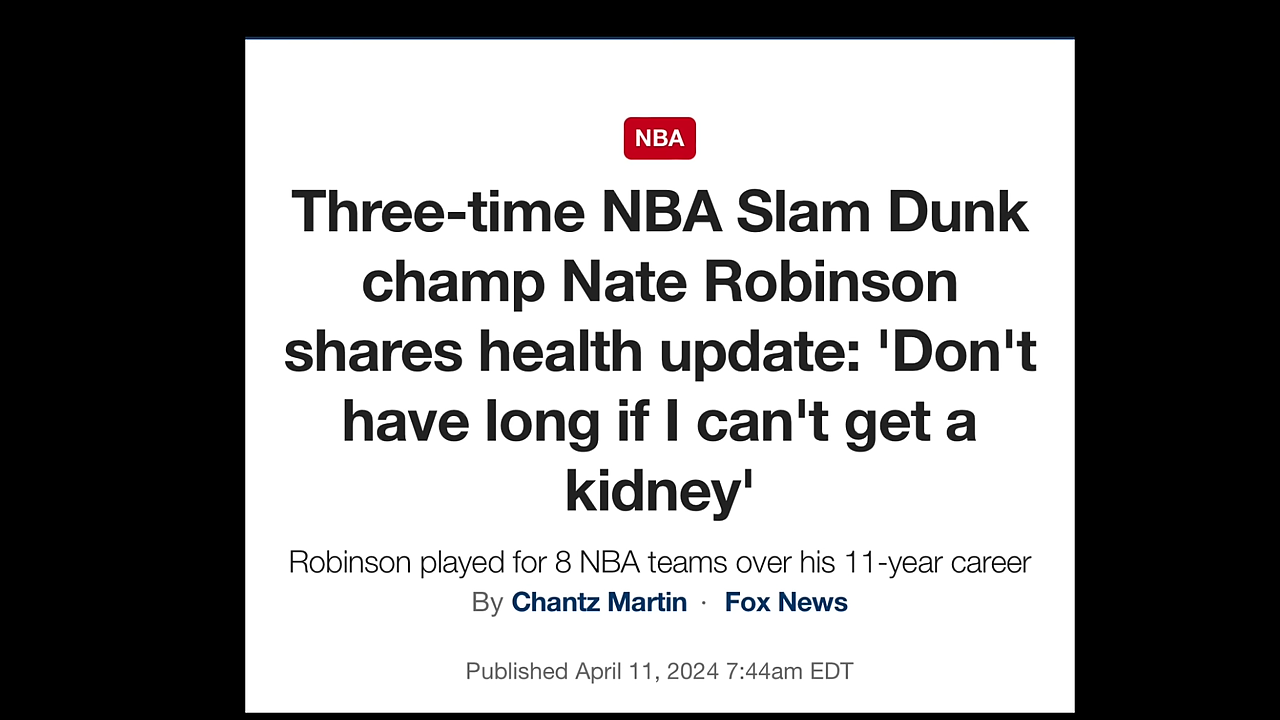 NBA
Three-time NBA Slam Dunk
champ Nate Robinson
shares health update: 'Don't
have long if I can't get a
kidney'
Robinson played for 8 NBA teams over his 11-year career
By Chantz Martin · Fox News
Published April 11, 2024 7:44am EDT